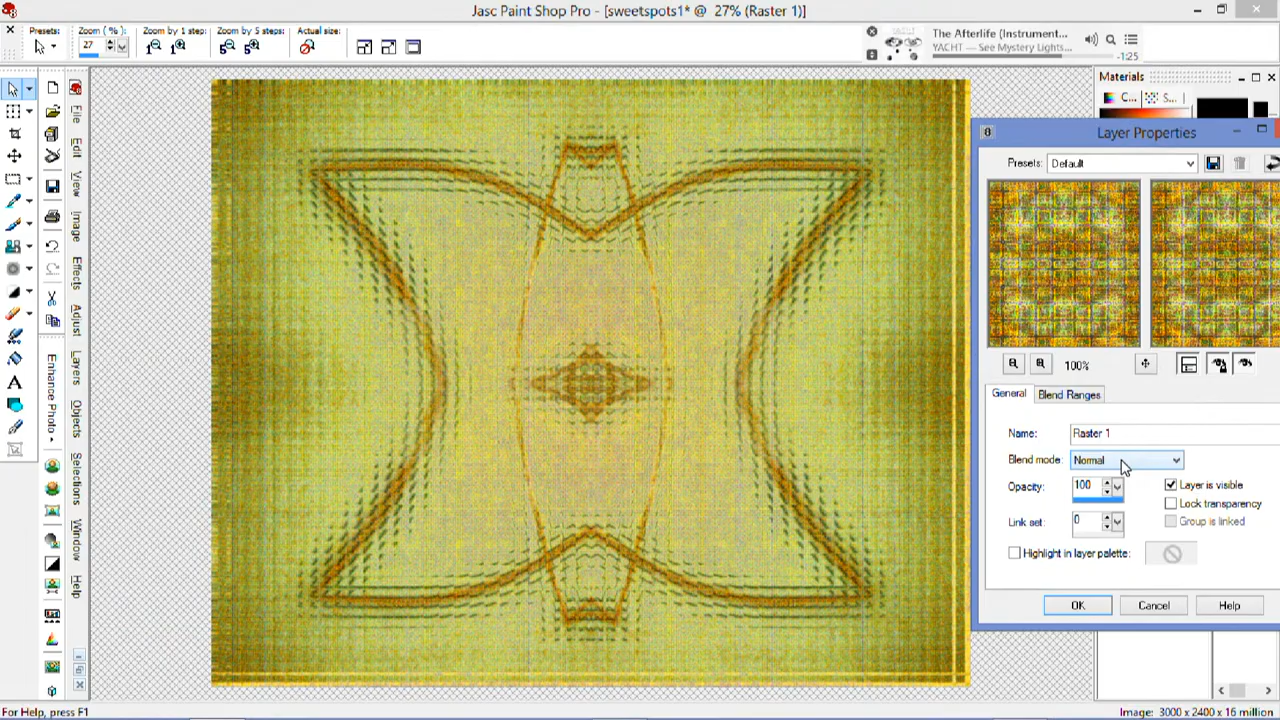 Jasc Paint Shop Pro - [sweetspots1* @ 27% (Raster 1)]
Presets:
Zoom (%):
27
Zoom by 1 step:
Zoom by 5 steps:
Actual size:
The Afterlife (Instrument...
YACHT — See Mystery Lights...
-1:25
File
Edit
View
Image
Effects
Adjust
Layers
Objects
Selections
Window
Help
Enhance Photo
Materials
C...
S...
Layer Properties
Presets:
Default
100%
General
Blend Ranges
Name:
Raster 1
Blend mode:
Normal
Opacity:
100
Layer is visible
Lock transparency
Link set:
0
Group is linked
Highlight in layer palette:
OK
Cancel
Help
For Help, press F1
Image: 3000 x 2400 x 16 million